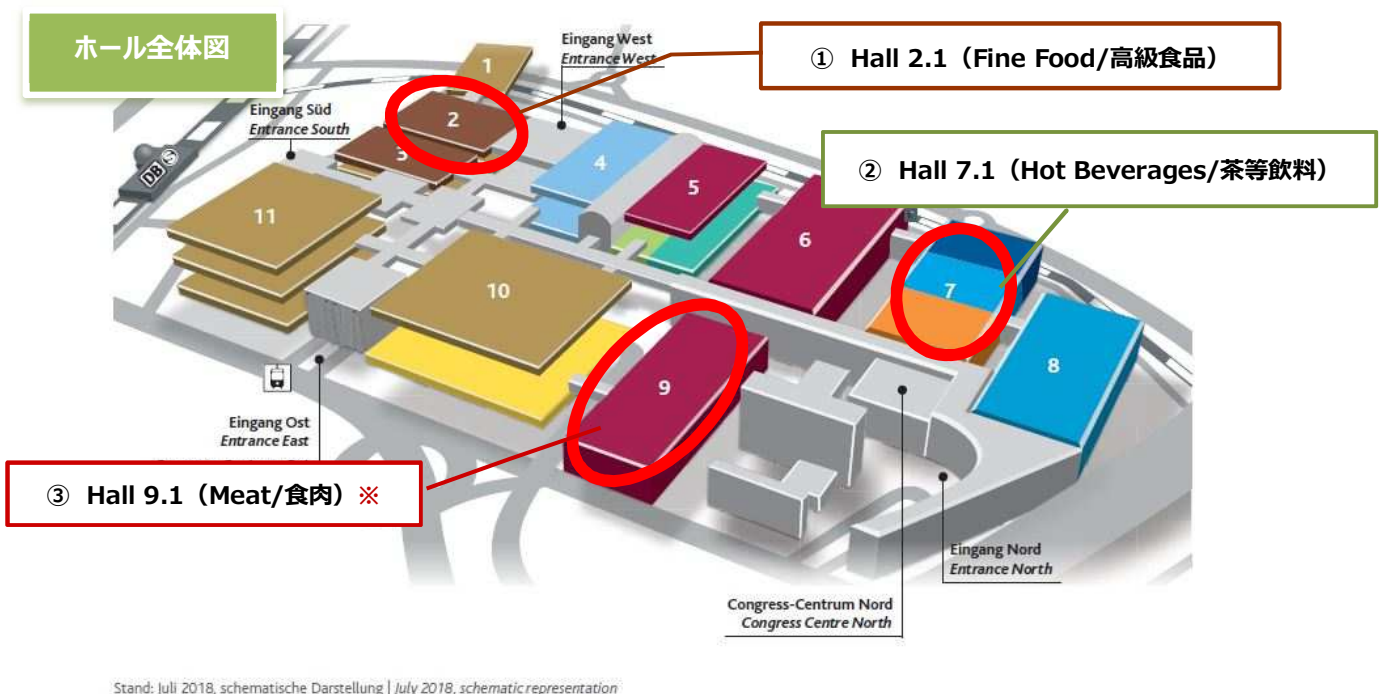 ホール全体図
Eingang West
Entrance West
① Hall 2.1（Fine Food/高級食品）
1
2
Eingang Süd
Entrance South
3
4
② Hall 7.1（Hot Beverages/茶等飲料）
DB S
5
11
6
10
7
8
9
Eingang Ost
Entrance East
③ Hall 9.1（Meat/食肉）※
Eingang Nord
Entrance North
Congress-Centrum Nord
Congress Centre North
Stand: Juli 2018, schematische Darstellung | July 2018, schematic representation